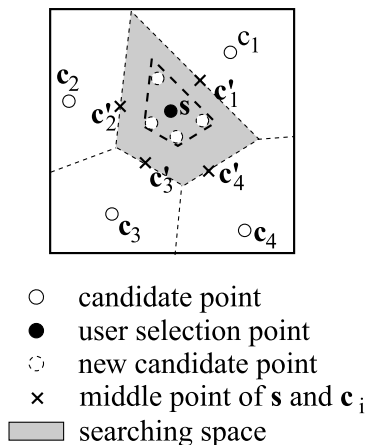 c1
c2
s
c'1
c'2
c'3
c'4
c3
c4
candidate point
user selection point
new candidate point
middle point of s and c i
searching space